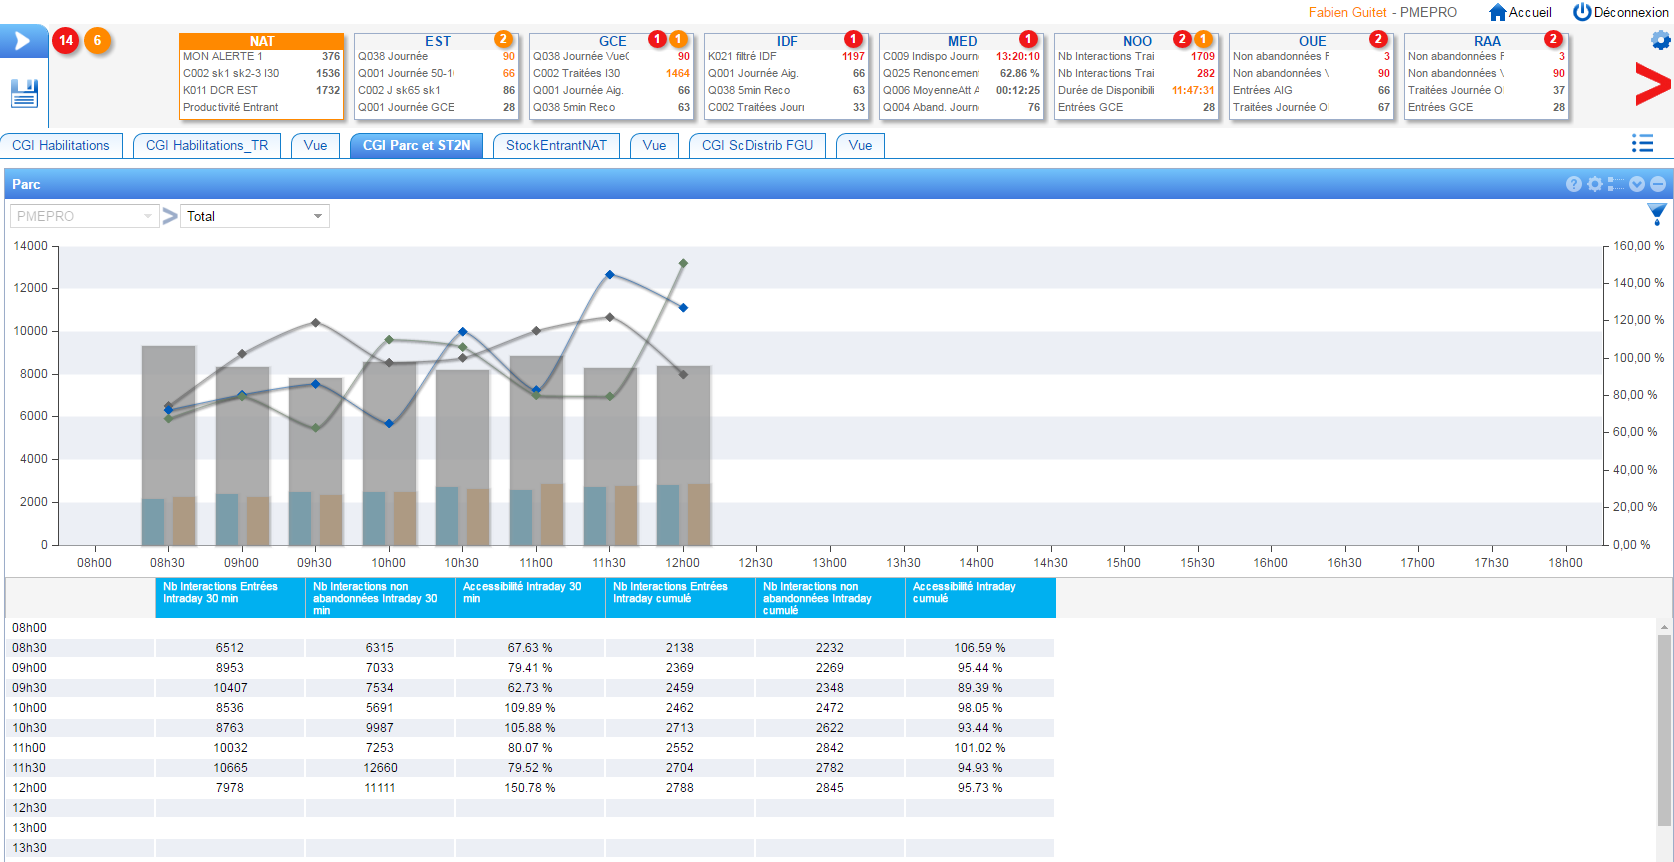 Fabien Guitet - PMEPRO Accueil Déconnexion
14 6
NAT
MON ALERTE 1 376
C002 sk1 sk2-3 I30 1536
K011 DCR EST 1732
Productivité Entrant
EST 2
Q038 Journée 90
Q001 Journée 50-1 66
C002 J sk65 sk1 86
Q001 Journée GCE 28
GCE 1 1
Q038 Journée VueG 90
C002 Traitées I30 1464
Q001 Journée Aig. 66
Q038 5min Reco 63
IDF 1
K021 filtré IDF 1197
Q001 Journée Aig. 66
Q038 5min Reco 63
C002 Traitées Jour 33
MED 1
C009 Indispo Journ 13:20:10
Q025 Renoncement 62.86 %
Q006 MoyenneAtt A 00:12:25
Q004 Aband. Journ 76
NOO 2 1
Nb Interactions Trai 1709
Nb Interactions Trai 282
Durée de Disponibili 11:47:31
Entrées GCE 28
OUE 2
Non abandonnées F 3
Non abandonnées \ 90
Entrées AIG 66
Traitées Journée O 67
RAA 2
Non abandonnées F 3
Non abandonnées \ 90
Traitées Journée O 37
Entrées GCE 28
CGI Habilitations CGI Habilitations_TR Vue CGI Parc et ST2N StockEntrantNAT Vue CGI ScDistrib FGU Vue
Parc
PMEPRO > Total
14000 160,00 %
12000 140,00 %
10000 120,00 %
8000 100,00 %
6000 80,00 %
4000 60,00 %
2000 40,00 %
0 20,00 %
0,00 %
08h00 08h30 09h00 09h30 10h00 10h30 11h00 11h30 12h00 12h30 13h00 13h30 14h00 14h30 15h00 15h30 16h00 16h30 17h00 17h30 18h00
Nb Interactions Entrées Intraday 30 min
Nb Interactions non abandonnées Intraday 30 min
Accessibilité Intraday 30 min
Nb Interactions Entrées Intraday cumulé
Nb Interactions non abandonnées Intraday cumulé
Accessibilité Intraday cumulé
08h00
08h30 6512 6315 67.63 % 2138 2232 106.59 %
09h00 8953 7033 79.41 % 2369 2269 95.44 %
09h30 10407 7534 62.73 % 2459 2348 89.39 %
10h00 8536 5691 109.89 % 2462 2472 98.05 %
10h30 8763 9987 105.88 % 2713 2622 93.44 %
11h00 10032 7253 80.07 % 2552 2842 101.02 %
11h30 10665 12660 79.52 % 2704 2782 94.93 %
12h00 7978 11111 150.78 % 2788 2845 95.73 %
12h30
13h00
13h30